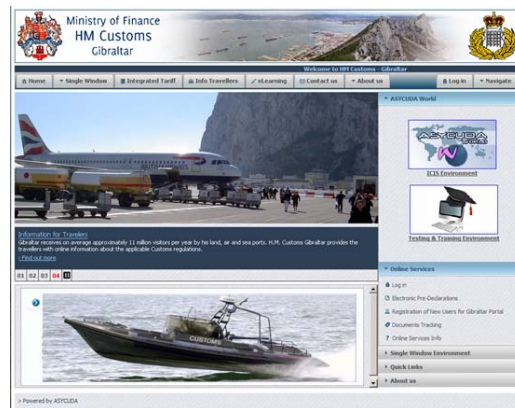 Ministry of Finance
HM Customs
Gibraltar
Welcome to HM Customs - Gibraltar
Home
Single Window
Integrated Tariff
Info Travellers
eLearning
Contact us
About us
Log in
Navigate
ASYCUDA World
ASYCUDA
World
ICIS Environment
Testing & Training Environment
Information for Travelers
Gibraltar receives on average approximately 11 million visitors per year by his land, air and sea ports. H.M. Customs Gibraltar provides the
travellers with online information about the applicable Customs regulations.
› Find out more
01 02 03 04
CUSTOMS
Online Services
Log in
Electronic Pre-Declarations
Registration of New Users for Gibraltar Portal
Documents Tracking
? Online Services Info
Single Window Environment
Quick Links
About us
> Powered by ASYCUDA